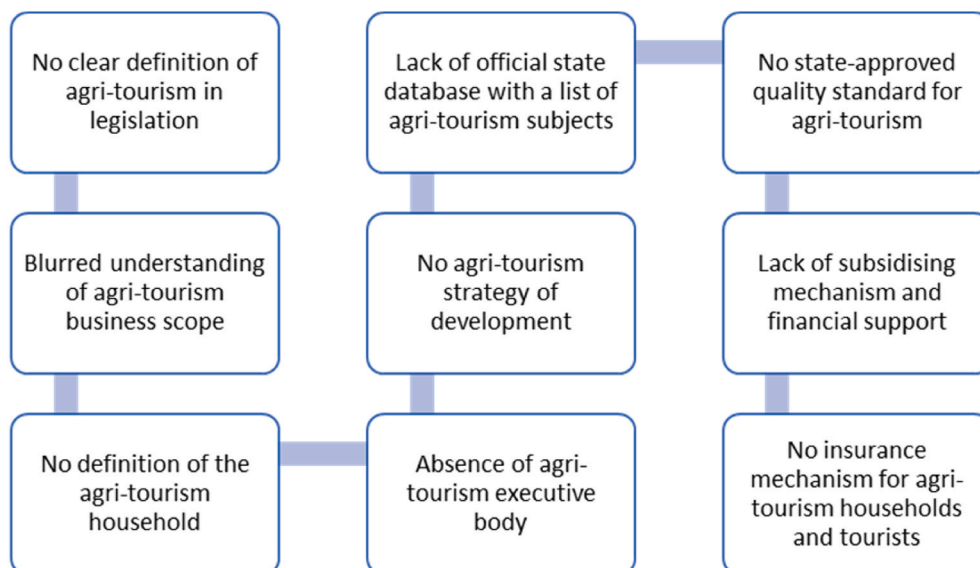 No clear definition of
agri-tourism in
legislation
Blurred understanding
of agri-tourism
business scope
No definition of the
agri-tourism
household
Absence of agri-
tourism executive
body
No agri-tourism
strategy of
development
Lack of official state
database with a list of
agri-tourism subjects
No state-approved
quality standard for
agri-tourism
Lack of subsidising
mechanism and
financial support
No insurance
mechanism for agri-
tourism households
and tourists